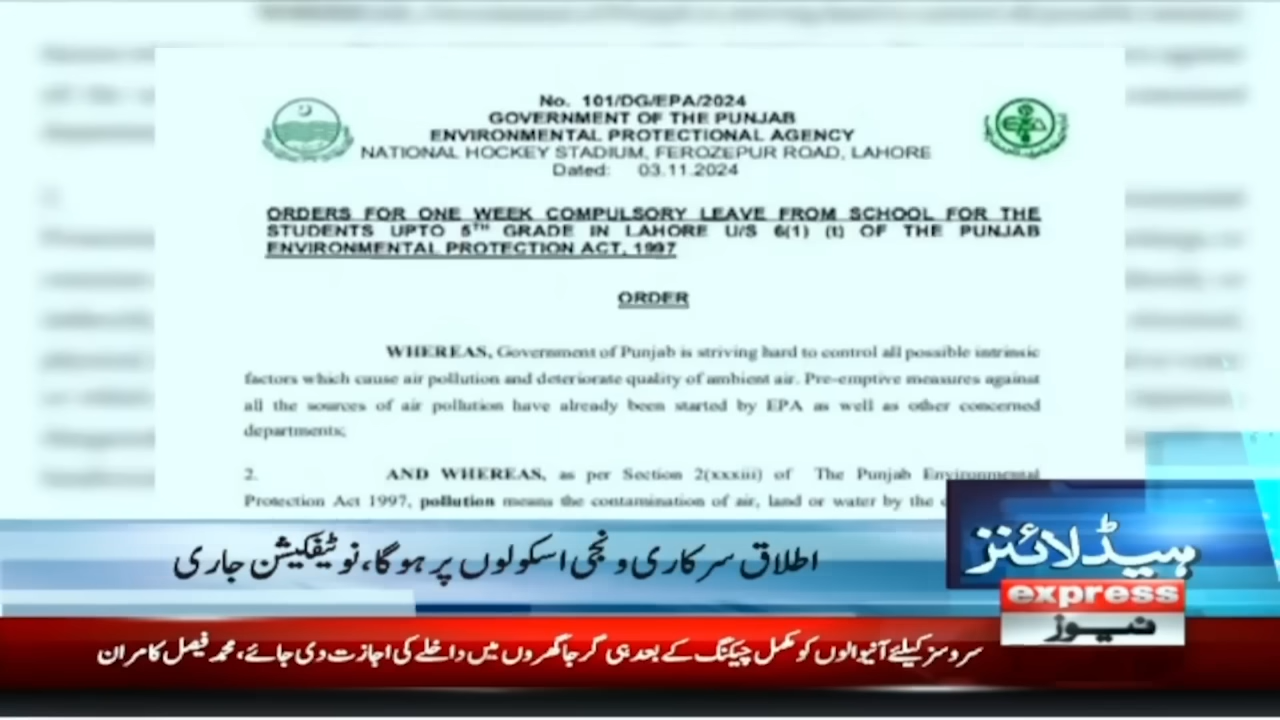 No. 101/DG/EPA/2024
GOVERNMENT OF THE PUNJAB
ENVIRONMENTAL PROTECTIONAL AGENCY
NATIONAL HOCKEY STADIUM, FEROZEPUR ROAD, LAHORE
Dated: 03.11.2024
ORDERS FOR ONE WEEK COMPULSORY LEAVE FROM SCHOOL FOR THE
STUDENTS UPTO 5TH GRADE IN LAHORE U/S 6(1) (t) OF THE PUNJAB
ENVIRONMENTAL PROTECTION ACT, 1997
ORDER
WHEREAS, Government of Punjab is striving hard to control all possible intrinsic
factors which cause air pollution and deteriorate quality of ambient air. Pre-emptive measures against
all the sources of air pollution have already been started by EPA as well as other concerned
departments;
2. AND WHEREAS, as per Section 2(xxxiii) of The Punjab Environmental
Protection Act 1997, pollution means the contamination of air, land or water by the
ہیڈلائنز
اطلاق سرکاری و نجی اسکولوں پر ہوگا، نوٹیفکیشن جاری
express
نیوز
سروسز کیلئے آنیوالوں کو مکمل چیکنگ کے بعد ہی گرجا گھروں میں داخلے کی اجازت دی جائے، محمد فیصل کامران